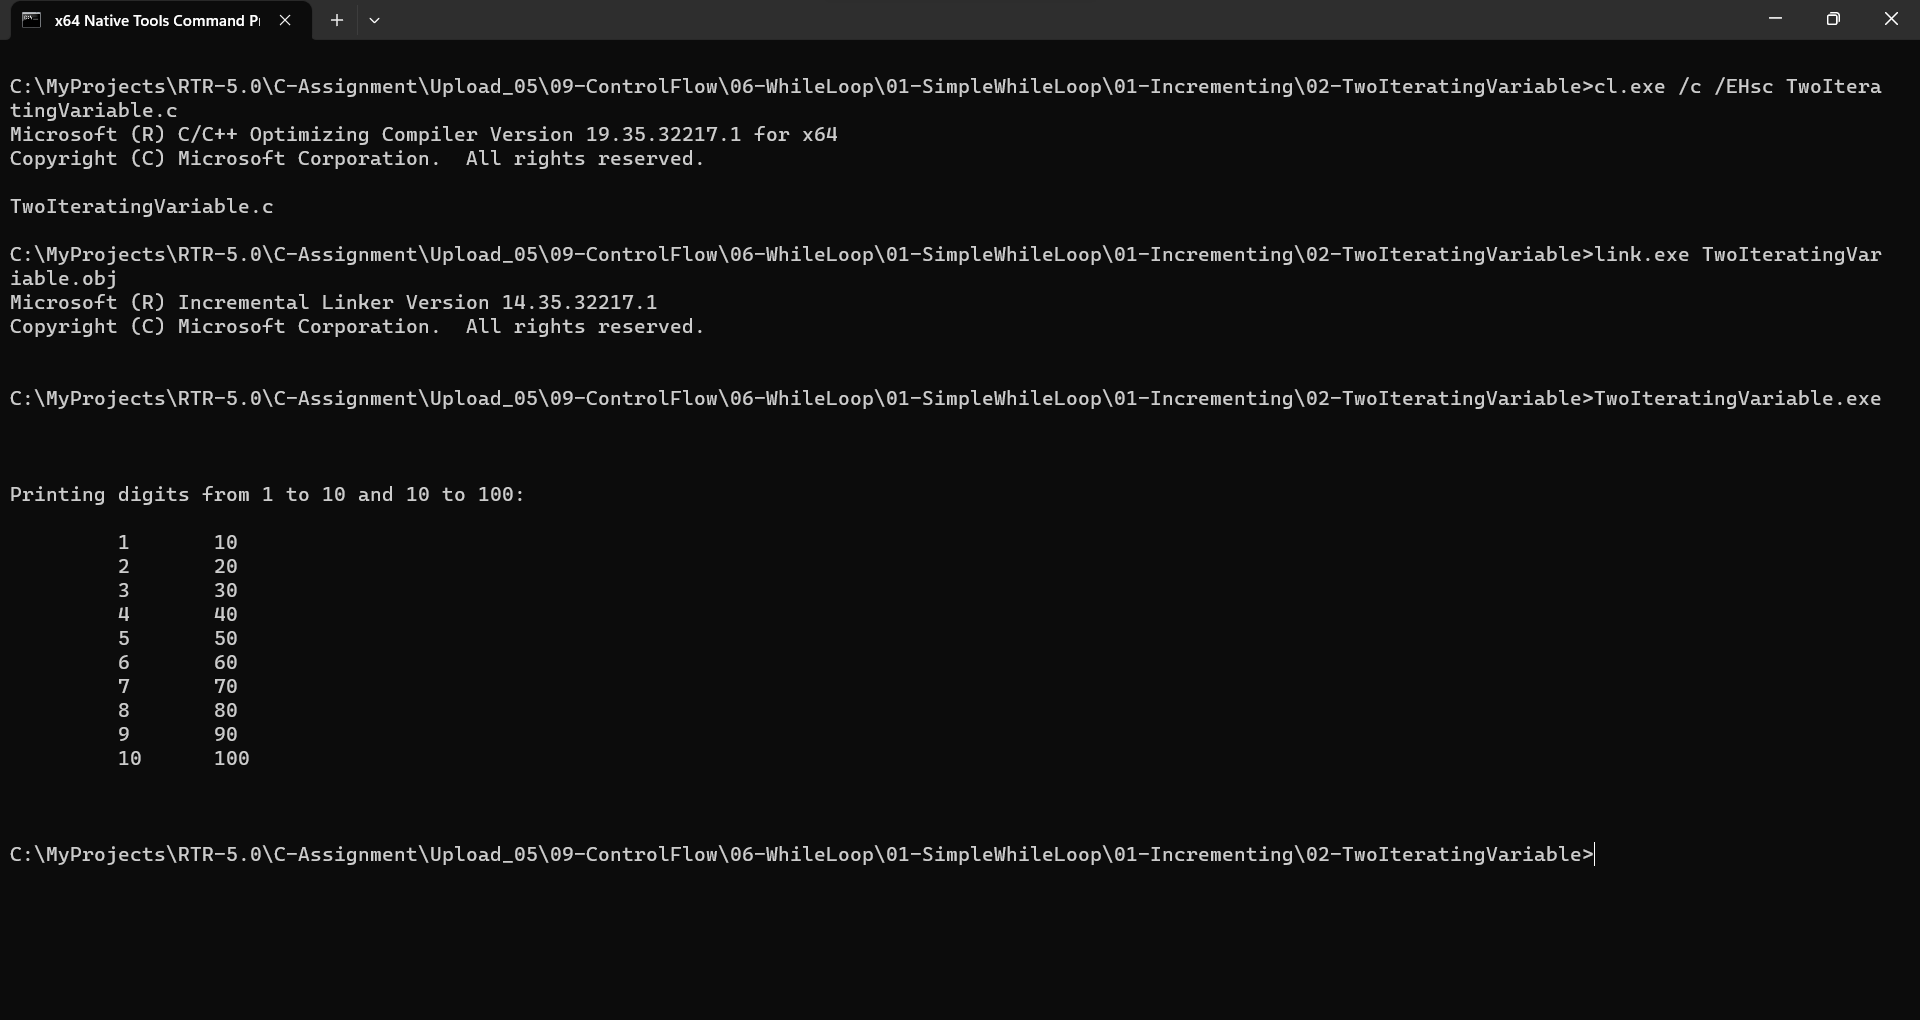 x64 Native Tools Command P
C:\MyProjects\RTR-5.0\C-Assignment\Upload_05\09-ControlFlow\06-WhileLoop\01-SimpleWhileLoop\01-Incrementing\02-TwoIteratingVariable>cl.exe /c /EHsc TwoItera
tingVariable.c
Microsoft (R) C/C++ Optimizing Compiler Version 19.35.32217.1 for x64
Copyright (C) Microsoft Corporation.  All rights reserved.
TwoIteratingVariable.c
C:\MyProjects\RTR-5.0\C-Assignment\Upload_05\09-ControlFlow\06-WhileLoop\01-SimpleWhileLoop\01-Incrementing\02-TwoIteratingVariable>link.exe TwoIteratingVar
iable.obj
Microsoft (R) Incremental Linker Version 14.35.32217.1
Copyright (C) Microsoft Corporation.  All rights reserved.
C:\MyProjects\RTR-5.0\C-Assignment\Upload_05\09-ControlFlow\06-WhileLoop\01-SimpleWhileLoop\01-Incrementing\02-TwoIteratingVariable>TwoIteratingVariable.exe
Printing digits from 1 to 10 and 10 to 100:
1 10
2 20
3 30
4 40
5 50
6 60
7 70
8 80
9 90
10 100
C:\MyProjects\RTR-5.0\C-Assignment\Upload_05\09-ControlFlow\06-WhileLoop\01-SimpleWhileLoop\01-Incrementing\02-TwoIteratingVariable>